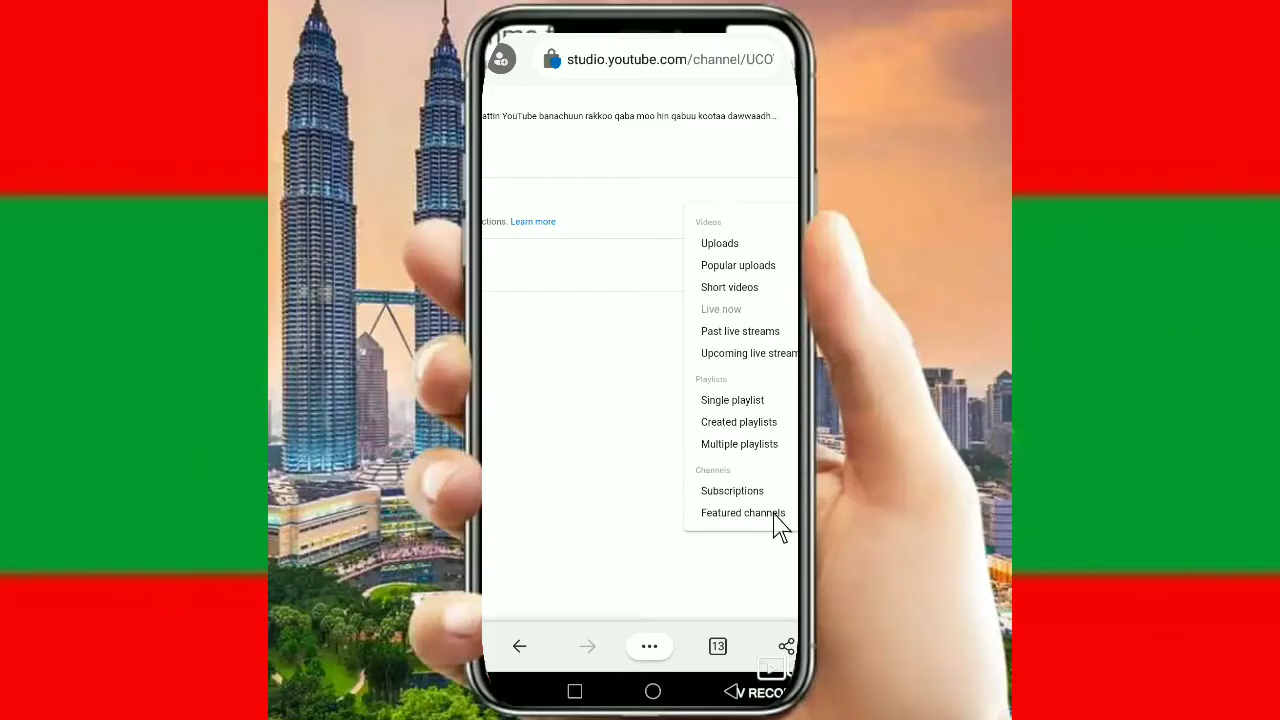 studio.youtube.com/channel/UCO
attin YouTube banachuun rakkoo qaba moo hin qabuu kootaa dawwaadh...
ctions. Learn more
Videos
Uploads
Popular uploads
Short videos
Live now
Past live streams
Upcoming live stream
Playlists
Single playlist
Created playlists
Multiple playlists
Channels
Subscriptions
Featured channels
13
V RECO